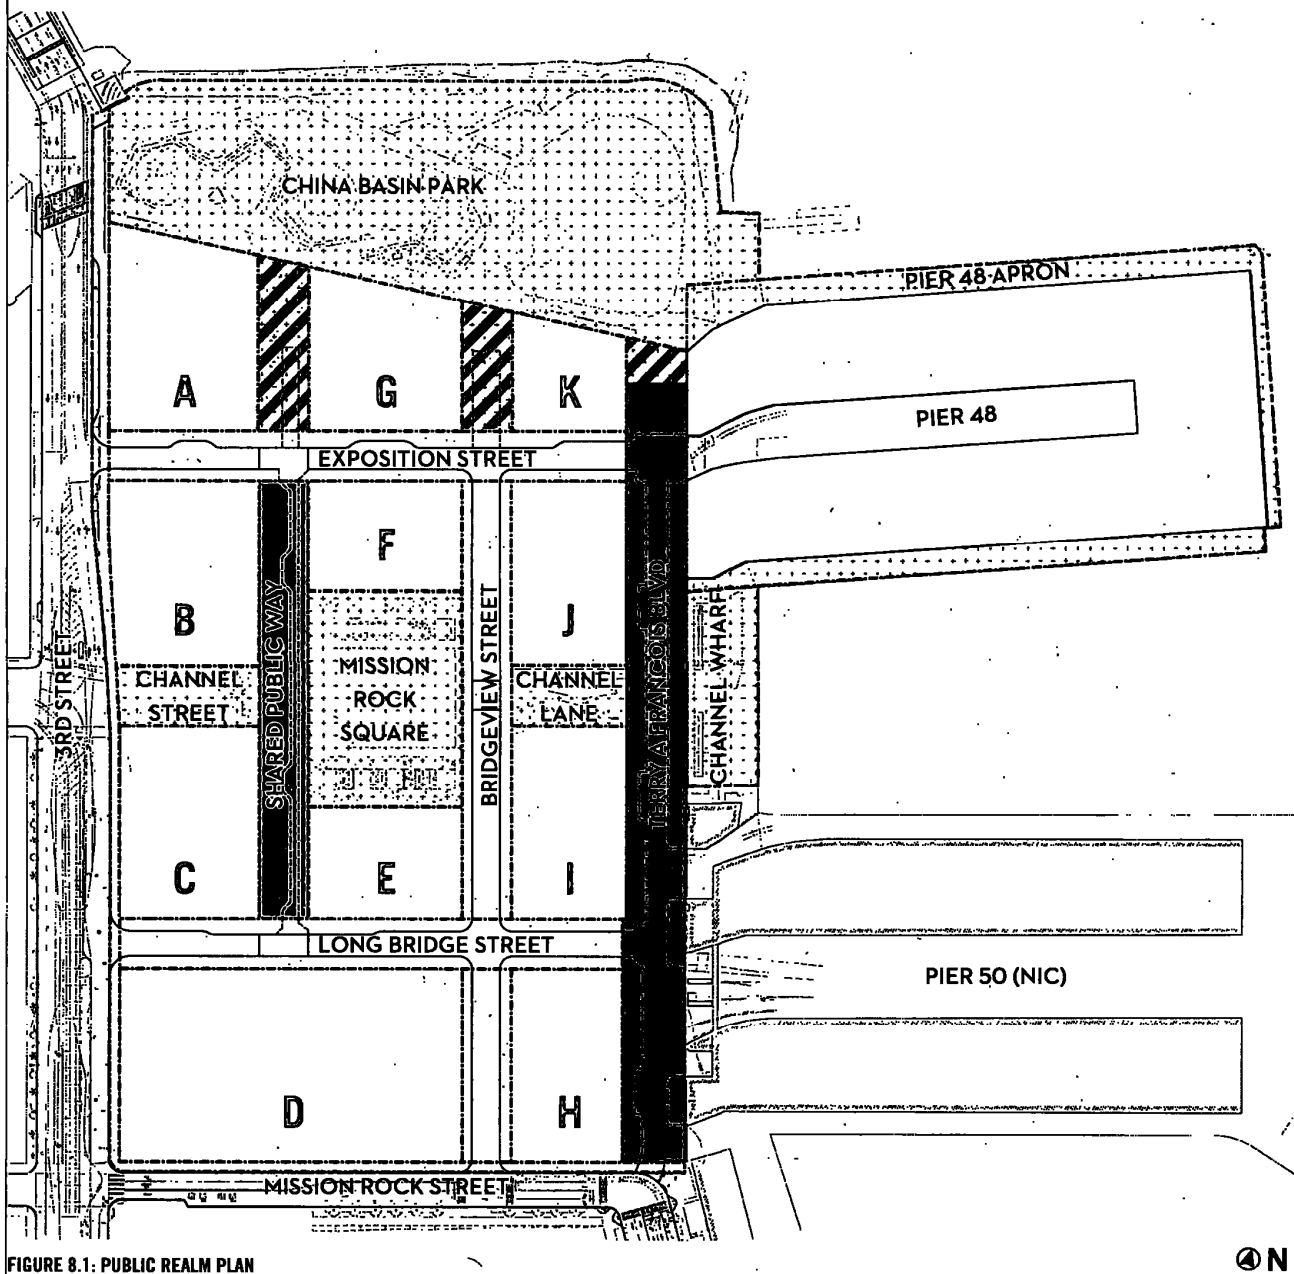 CHINA BASIN PARK
PIER 48 APRON
A
G
K
PIER 48
EXPOSITION STREET
F
B
J
SHARED PUBLIC WAY
BRIDGEVIEW STREET
TERRY A FRANCOIS BLVD
CHANNEL WHARF
3RD STREET
CHANNEL
STREET
MISSION
ROCK
SQUARE
CHANNEL
LANE
C
E
I
LONG BRIDGE STREET
PIER 50 (NIC)
D
H
MISSION ROCK STREET
FIGURE 8.1: PUBLIC REALM PLAN
N